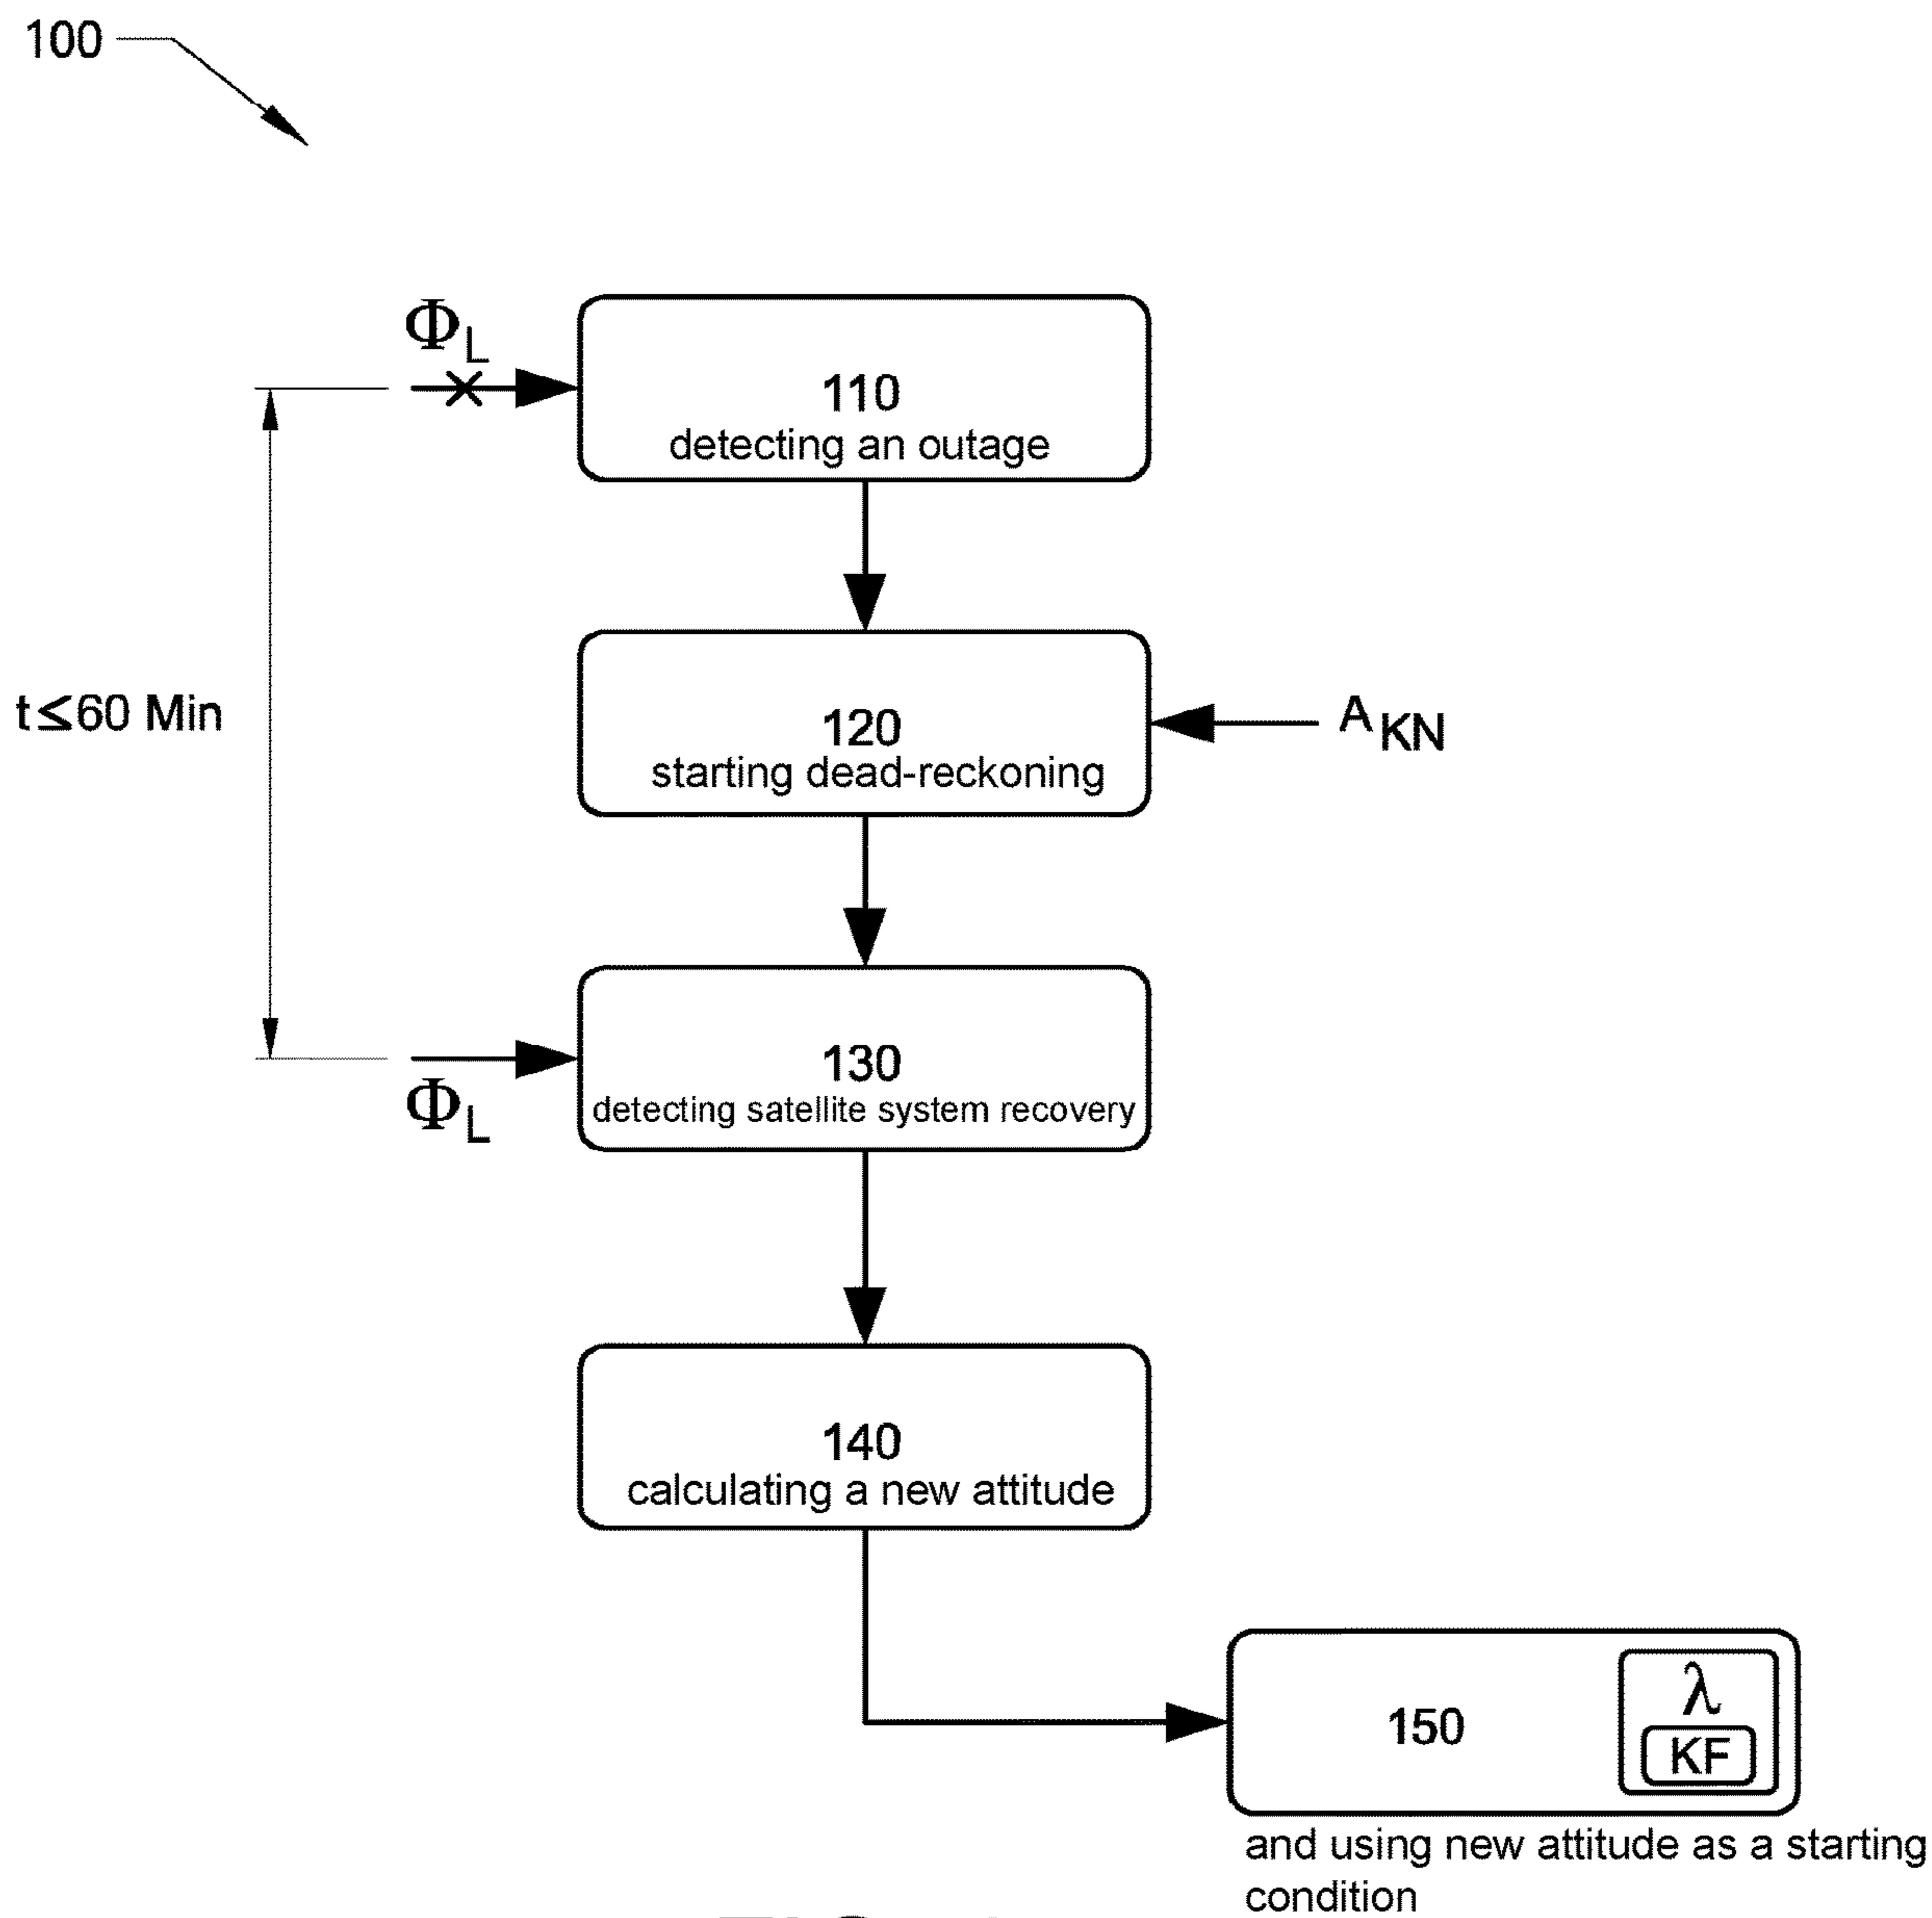 100
ΦL
110
detecting an outage
t≤60 Min
120
starting dead-reckoning
AKN
130
detecting satellite system recovery
ΦL
140
calculating a new attitude
150
λ
KF
and using new attitude as a starting
condition